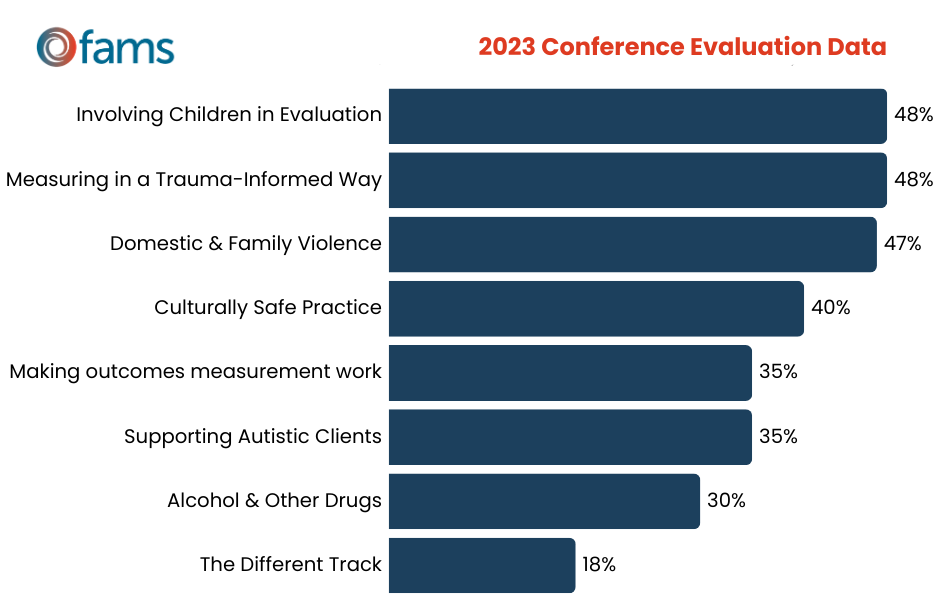 fams
2023 Conference Evaluation Data
Involving Children in Evaluation 48%
Measuring in a Trauma-Informed Way 48%
Domestic & Family Violence 47%
Culturally Safe Practice 40%
Making outcomes measurement work 35%
Supporting Autistic Clients 35%
Alcohol & Other Drugs 30%
The Different Track 18%